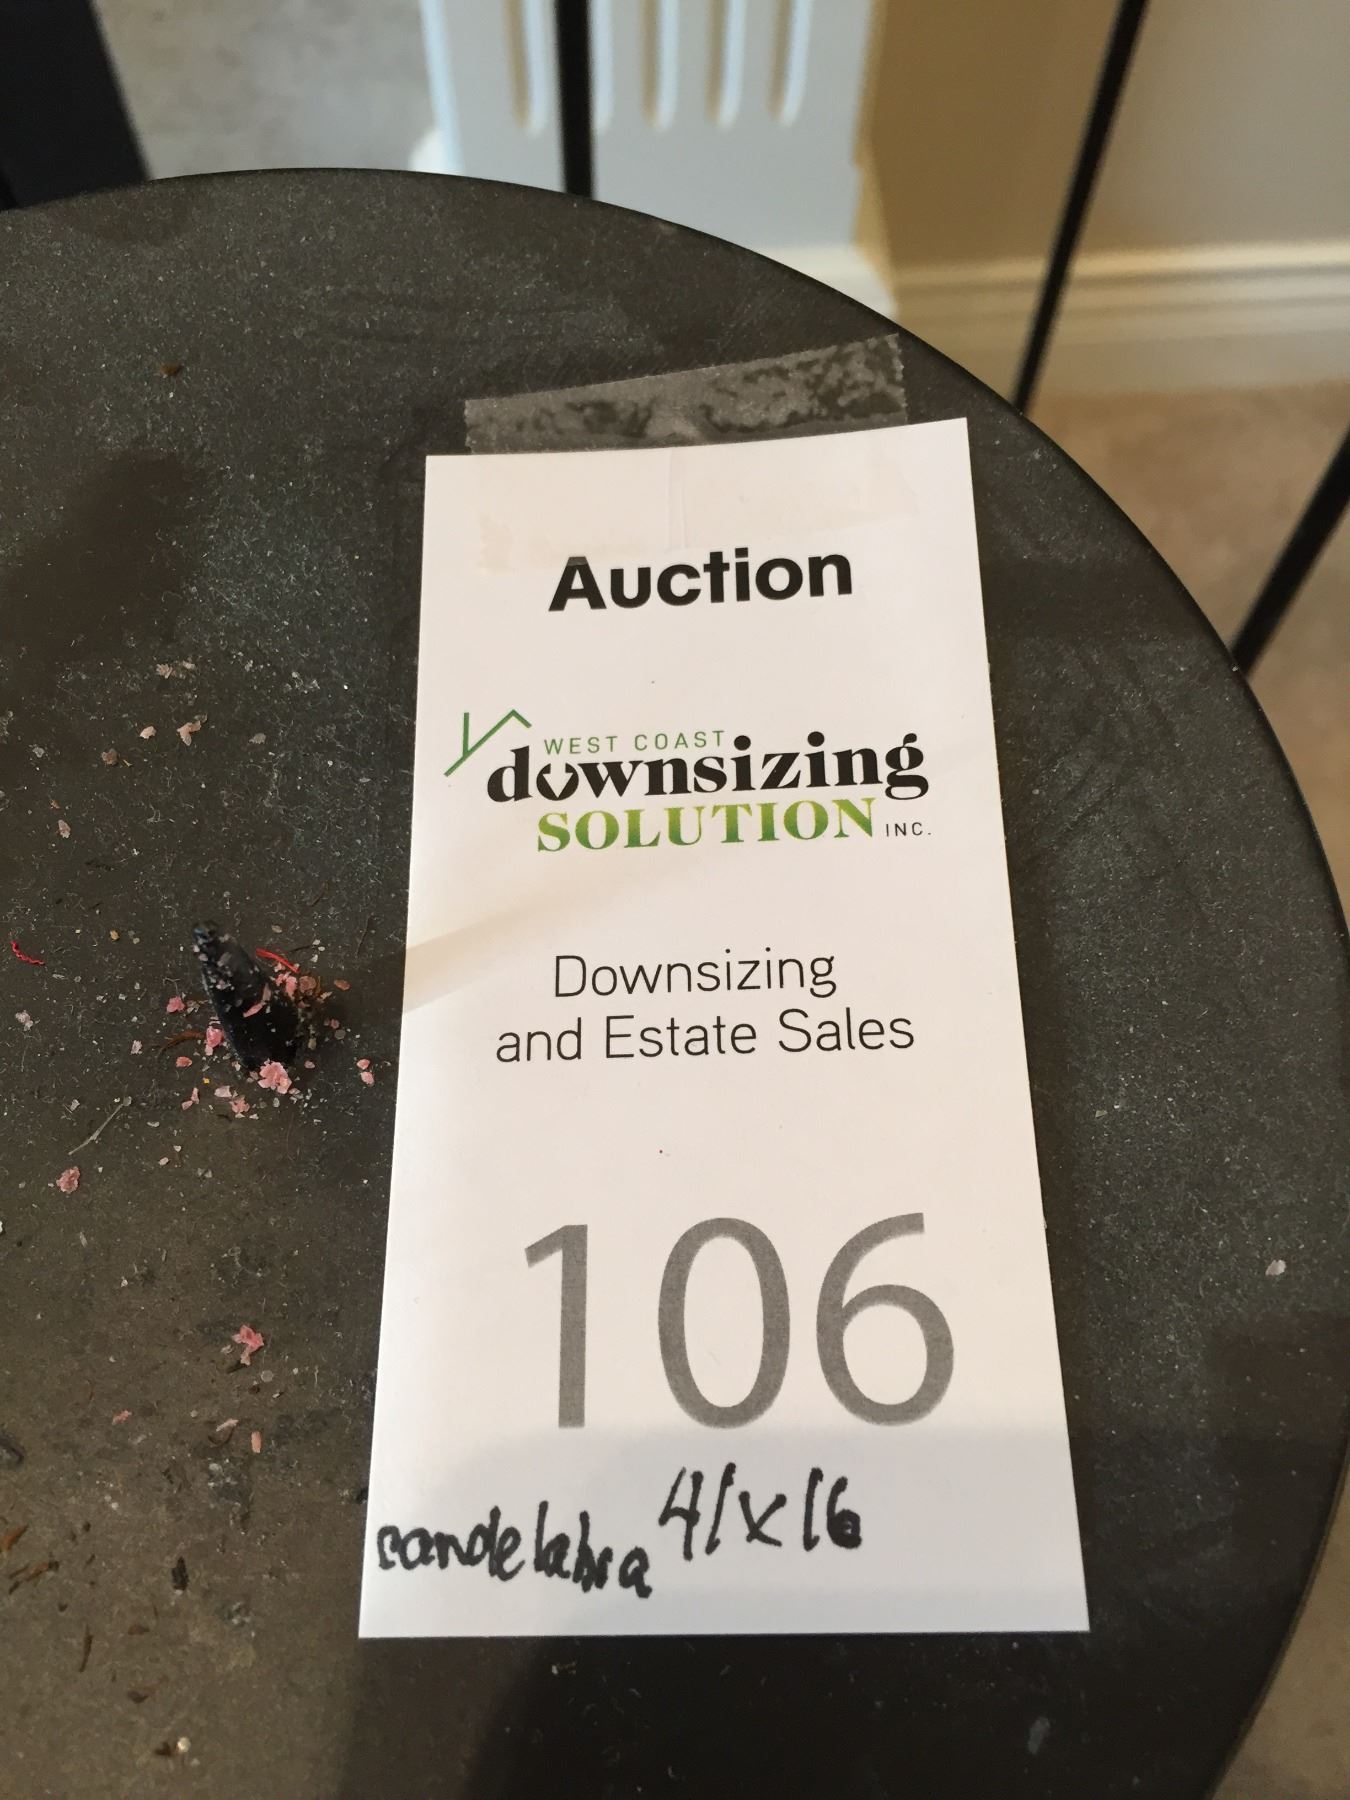 Auction
WEST COAST
downsizing
SOLUTION INC.
Downsizing
and Estate Sales
106
candelabra 41x16